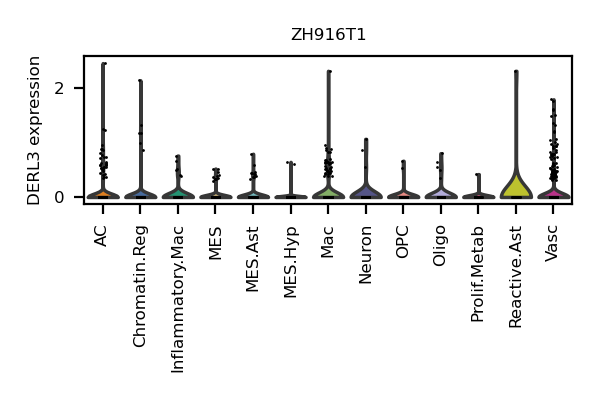 ZH916T1
DERL3 expression
2
0
AC
Chromatin.Reg
Inflammatory.Mac
MES
MES.Ast
MES.Hyp
Mac
Neuron
OPC
Oligo
Prolif.Metab
Reactive.Ast
Vasc